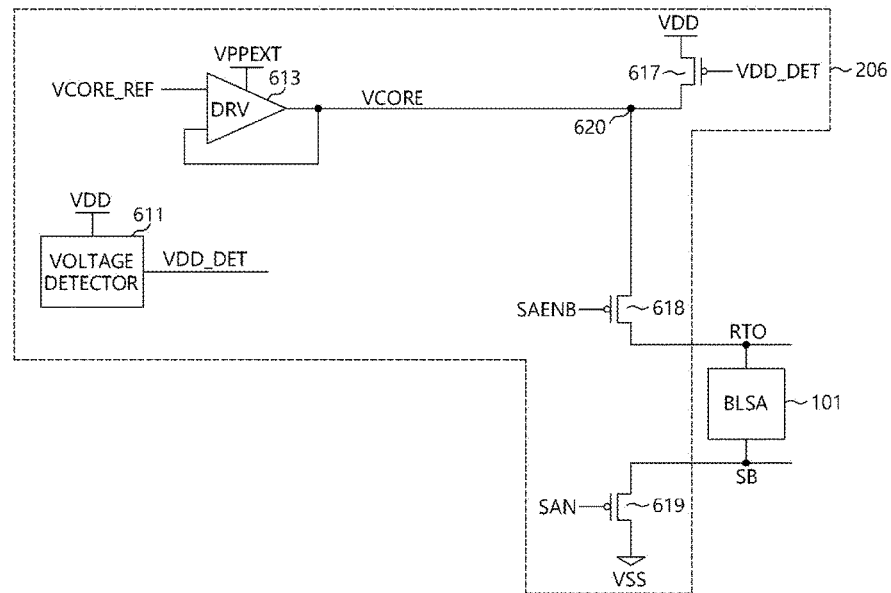 VDD
VPPEXT
613
617
VDD_DET
206
VCORE_REF
DRV
VCORE
620
VDD
611
VOLTAGE
DETECTOR
VDD_DET
SAENB
618
RTO
BLSA
101
SB
SAN
619
VSS